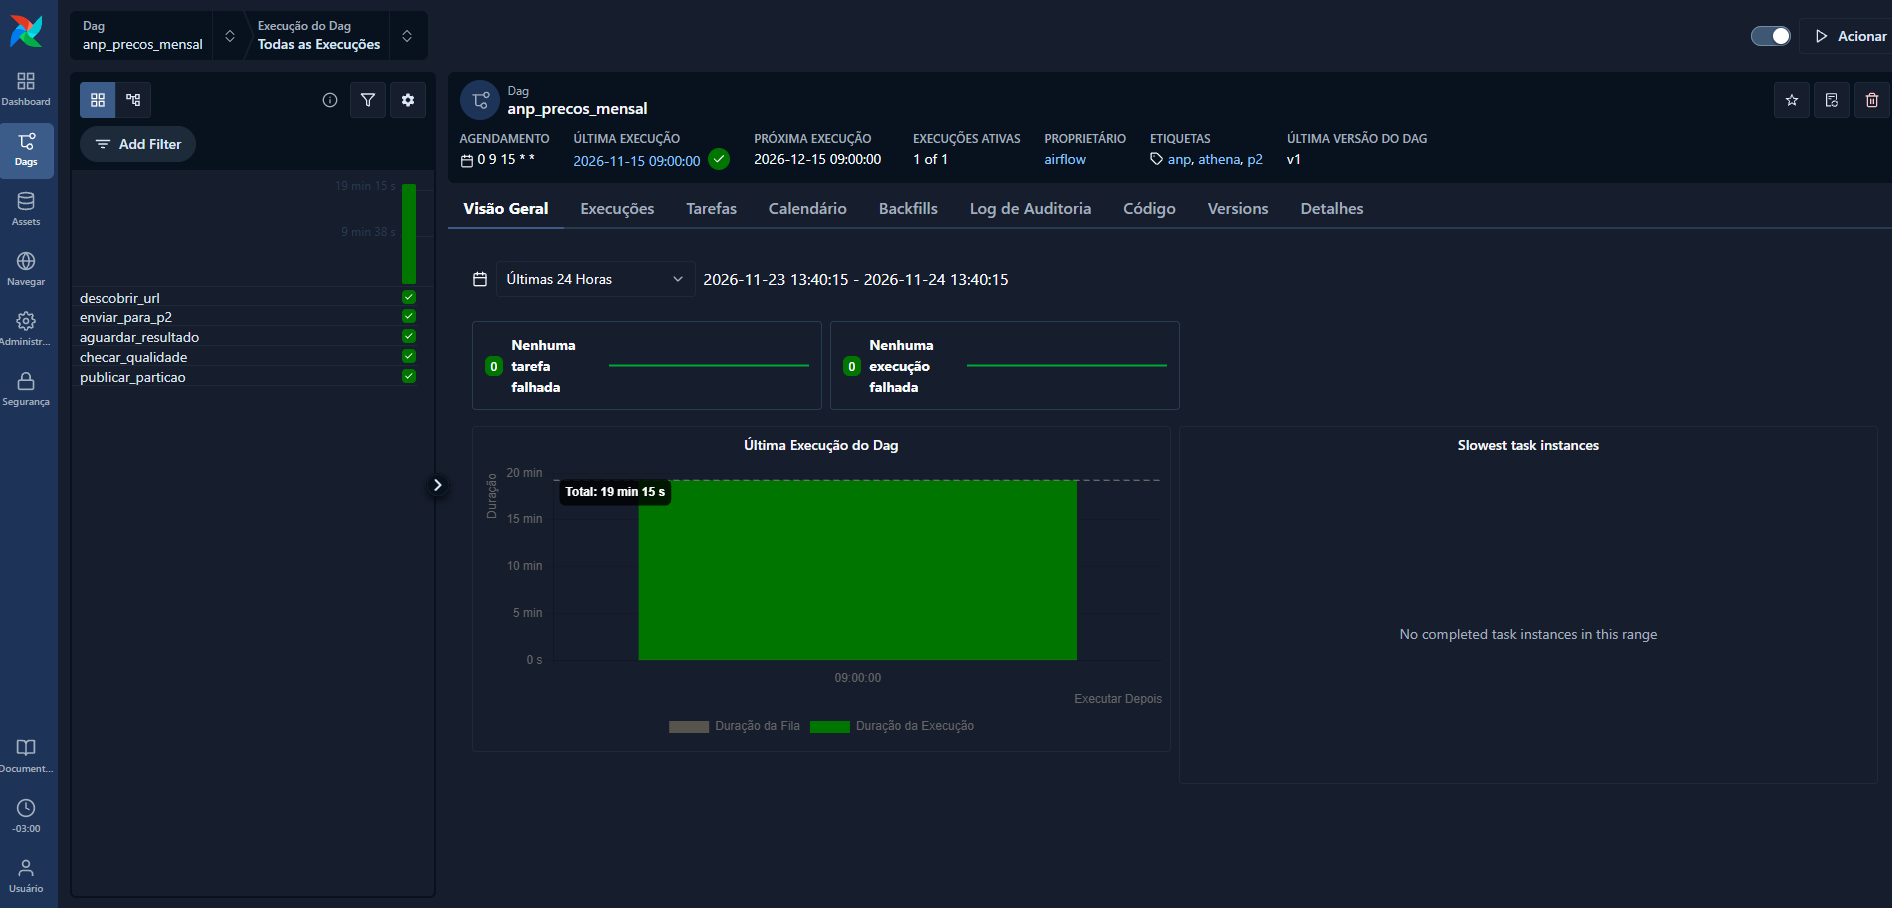 Dag
anp_precos_mensal
Execução do Dag
Todas as Execuções
Acionar
Dashboard
Dags
Assets
Navegar
Administr...
Segurança
Document...
-03:00
Usuário
Add Filter
19 min 15 s
9 min 38 s
descobrir_url
enviar_para_p2
aguardar_resultado
checar_qualidade
publicar_particao
Dag
anp_precos_mensal
AGENDAMENTO
0 9 15 * *
ÚLTIMA EXECUÇÃO
2026-11-15 09:00:00
PRÓXIMA EXECUÇÃO
2026-12-15 09:00:00
EXECUÇÕES ATIVAS
1 of 1
PROPRIETÁRIO
airflow
ETIQUETAS
anp, athena, p2
ÚLTIMA VERSÃO DO DAG
v1
Visão Geral
Execuções
Tarefas
Calendário
Backfills
Log de Auditoria
Código
Versions
Detalhes
Últimas 24 Horas
2026-11-23 13:40:15 - 2026-11-24 13:40:15
0
Nenhuma
tarefa
falhada
0
Nenhuma
execução
falhada
Última Execução do Dag
Duração
20 min
15 min
10 min
5 min
0 s
Total: 19 min 15 s
09:00:00
Executar Depois
Duração da Fila
Duração da Execução
Slowest task instances
No completed task instances in this range